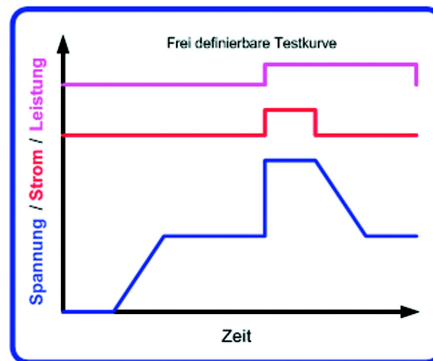 Frei definierbare Testkurve
Spannung / Strom / Leistung
Zeit